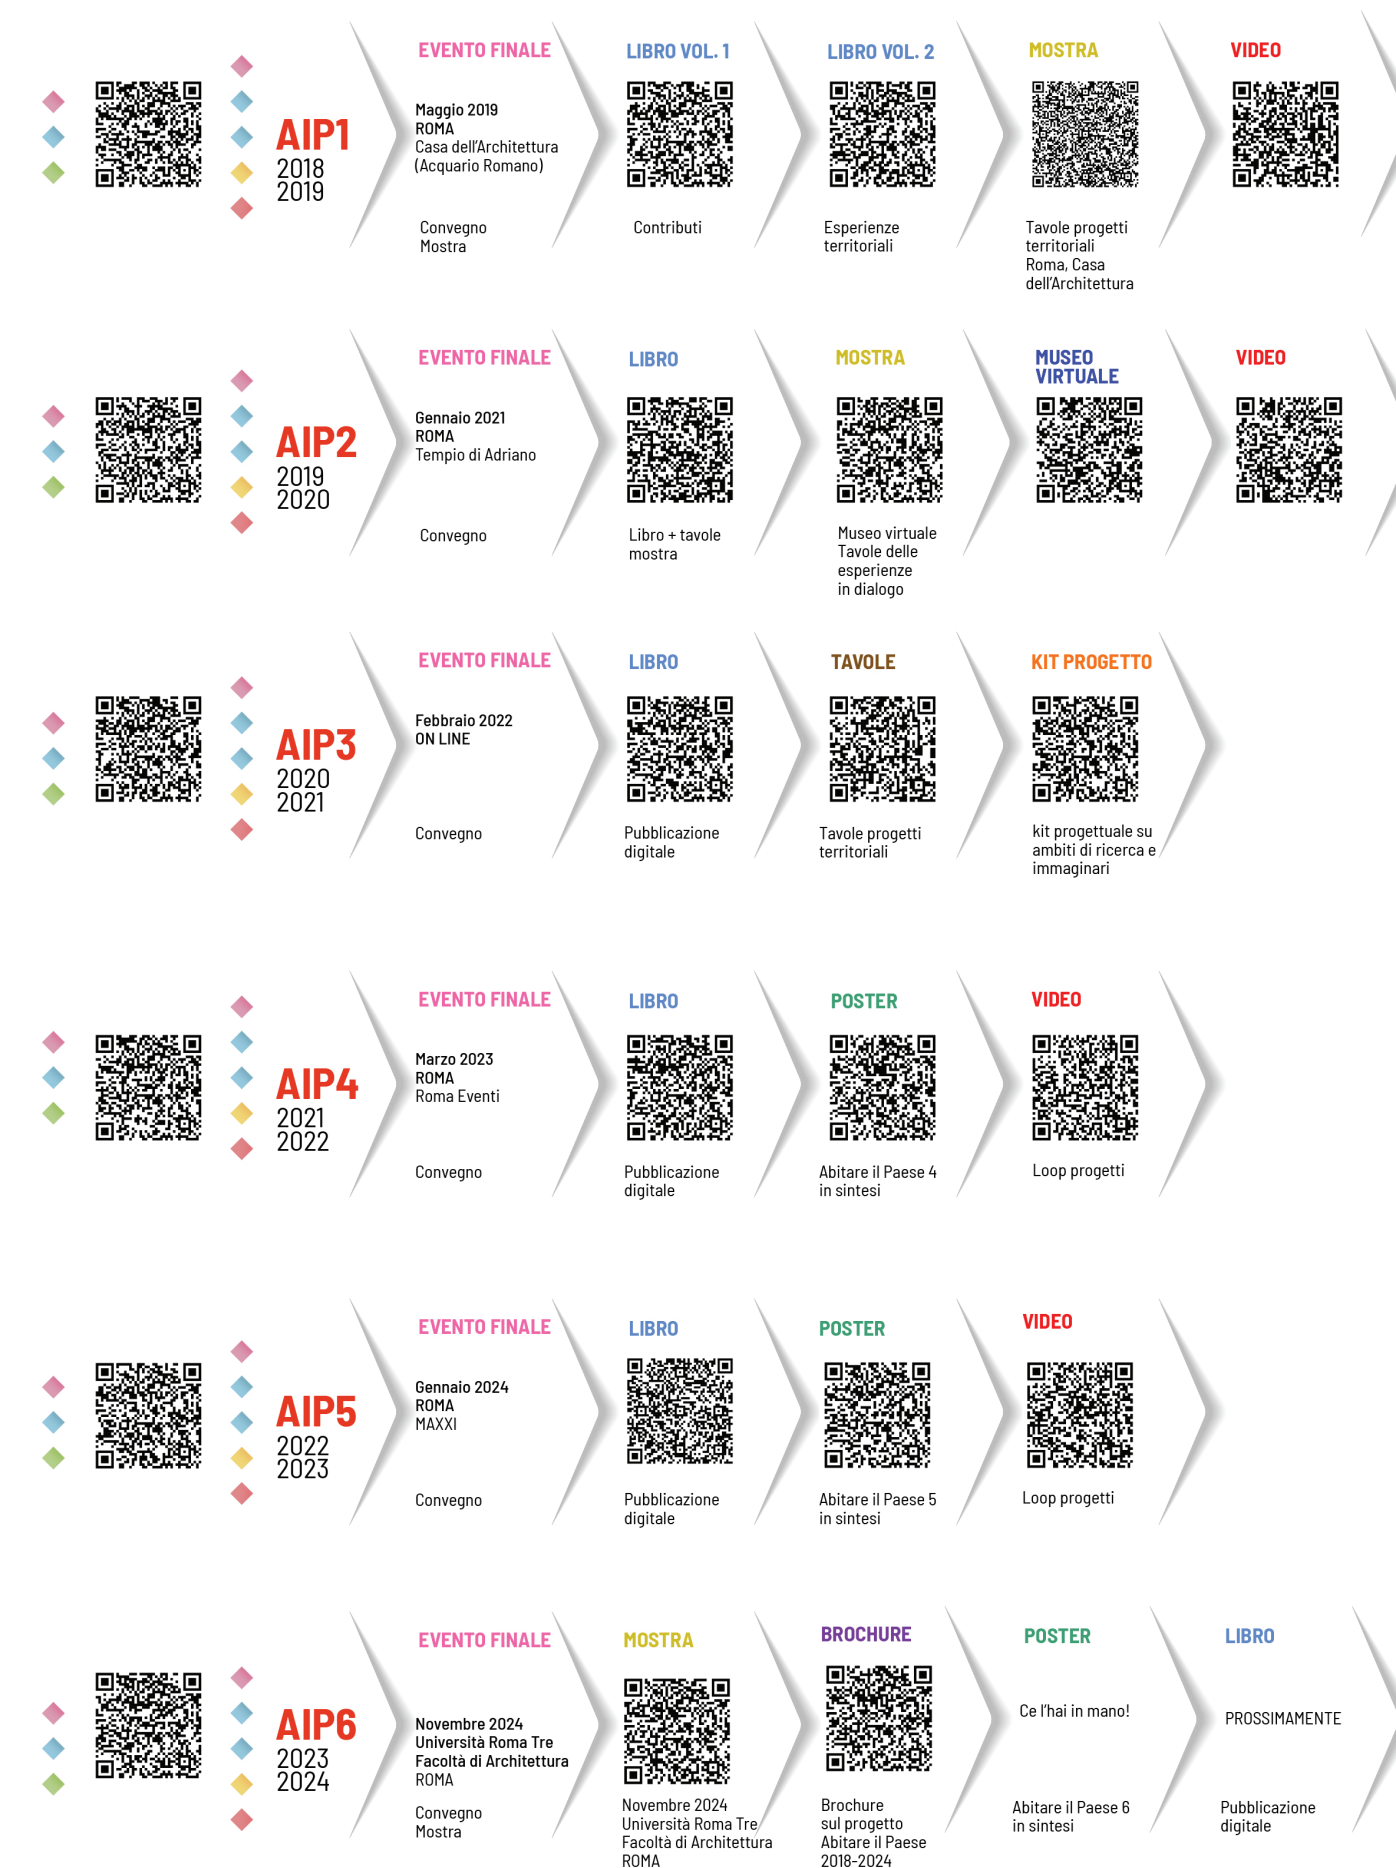 AIP1
2018
2019
EVENTO FINALE
Maggio 2019
ROMA
Casa dell'Architettura
(Acquario Romano)
Convegno
Mostra
LIBRO VOL. 1
Contributi
LIBRO VOL. 2
Esperienze
territoriali
MOSTRA
Tavole progetti
territoriali
Roma, Casa
dell'Architettura
VIDEO
AIP2
2019
2020
EVENTO FINALE
Gennaio 2021
ROMA
Tempio di Adriano
Convegno
LIBRO
Libro + tavole
mostra
MOSTRA
Museo virtuale
Tavole delle
esperienze
in dialogo
MUSEO
VIRTUALE
VIDEO
AIP3
2020
2021
EVENTO FINALE
Febbraio 2022
ON LINE
Convegno
LIBRO
Pubblicazione
digitale
TAVOLE
Tavole progetti
territoriali
KIT PROGETTO
kit progettuale su
ambiti di ricerca e
immaginari
AIP4
2021
2022
EVENTO FINALE
Marzo 2023
ROMA
Roma Eventi
Convegno
LIBRO
Pubblicazione
digitale
POSTER
Abitare il Paese 4
in sintesi
VIDEO
Loop progetti
AIP5
2022
2023
EVENTO FINALE
Gennaio 2024
ROMA
MAXXI
Convegno
LIBRO
Pubblicazione
digitale
POSTER
Abitare il Paese 5
in sintesi
VIDEO
Loop progetti
AIP6
2023
2024
EVENTO FINALE
Novembre 2024
Università Roma Tre
Facoltà di Architettura
ROMA
Convegno
Mostra
MOSTRA
Novembre 2024
Università Roma Tre
Facoltà di Architettura
ROMA
BROCHURE
Brochure
sul progetto
Abitare il Paese
2018-2024
POSTER
Ce l'hai in mano!
Abitare il Paese 6
in sintesi
LIBRO
PROSSIMAMENTE
Pubblicazione
digitale